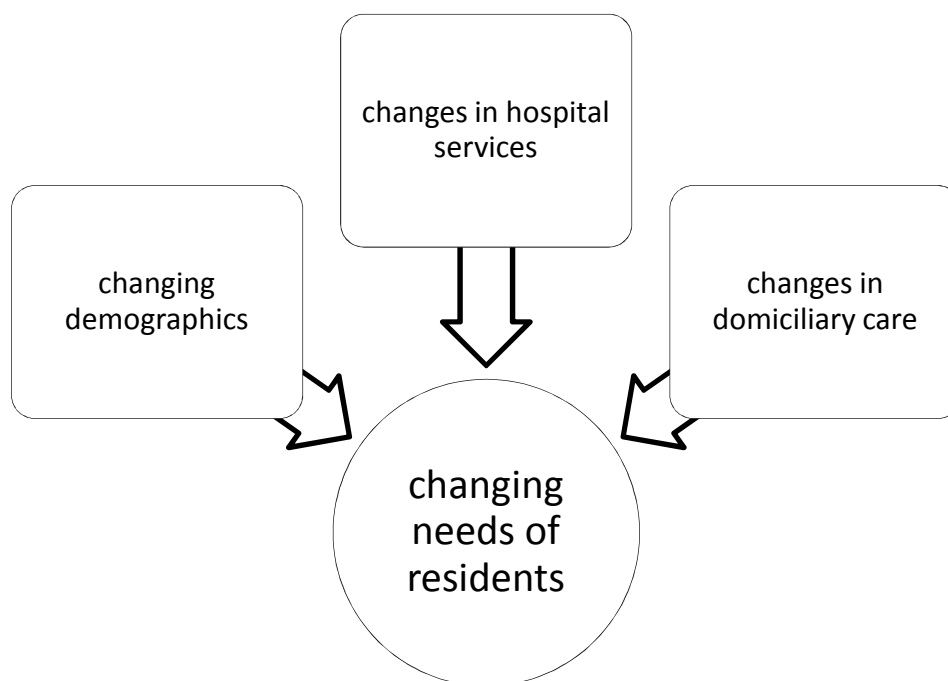 changes in hospital
services
changing
demographics
changes in
domiciliary care
changing
needs of
residents